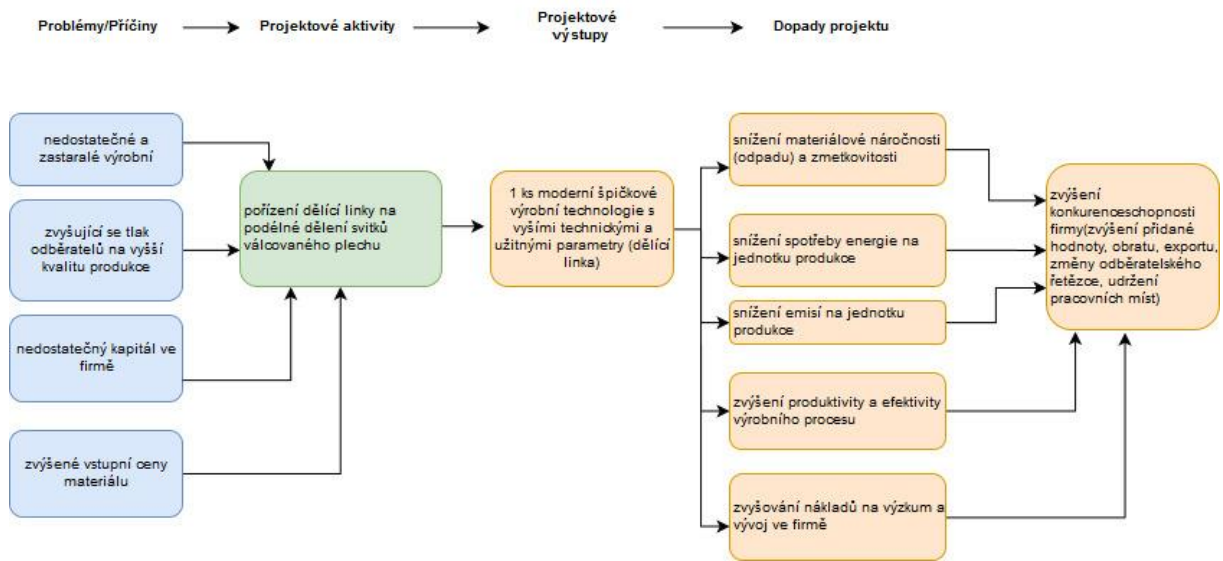 Problémy/Příčiny
Projektové aktivity
Projektové
výstupy
Dopady projektu
nedostatečné a
zastaralé výrobní
zvyšující se tlak
odběratelů na vyšší
kvalitu produkce
nedostatečný kapitál ve
firmě
zvýšené vstupní ceny
materiálu
pořízení dělící linky na
podélné dělení svitků
válcovaného plechu
1 ks moderní špičkové
výrobní technologie s
vyšími technickými a
užitnými parametry (dělící
linka)
snížení materiálové náročnosti
(odpadu) a zmetkovitosti
snížení spotřeby energie na
jednotku produkce
snížení emisí na jednotku
produkce
zvýšení produktivity a efektivity
výrobního procesu
zvyšování nákladů na výzkum a
vývoj ve firmě
zvýšení
konkurenceschopnosti
firmy(zvýšení přidané
hodnoty, obratu, exportu,
změny odběratelského
řetězce, udržení
pracovních míst)